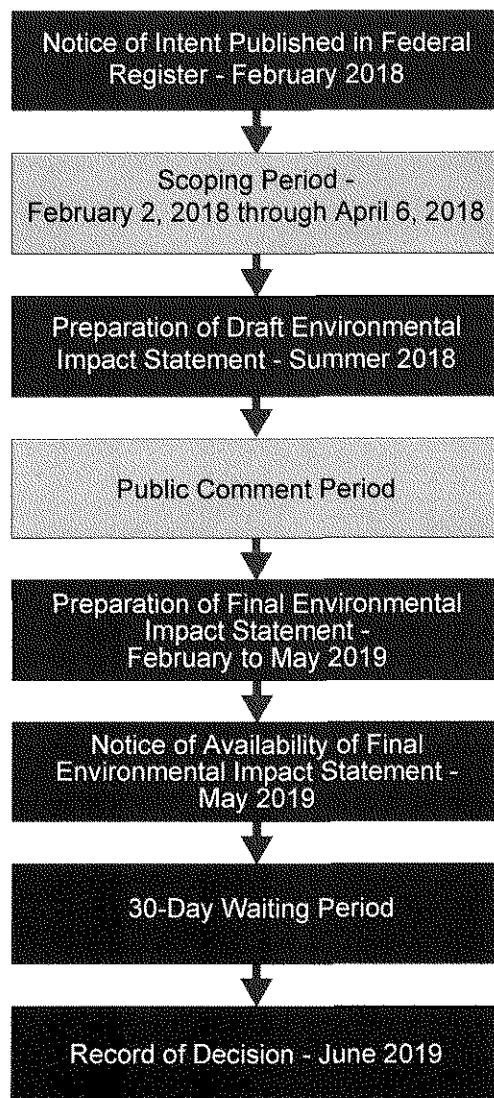 Notice of Intent Published in Federal
Register - February 2018
Scoping Period -
February 2, 2018 through April 6, 2018
Preparation of Draft Environmental
Impact Statement - Summer 2018
Public Comment Period
Preparation of Final Environmental
Impact Statement -
February to May 2019
Notice of Availability of Final
Environmental Impact Statement -
May 2019
30-Day Waiting Period
Record of Decision - June 2019